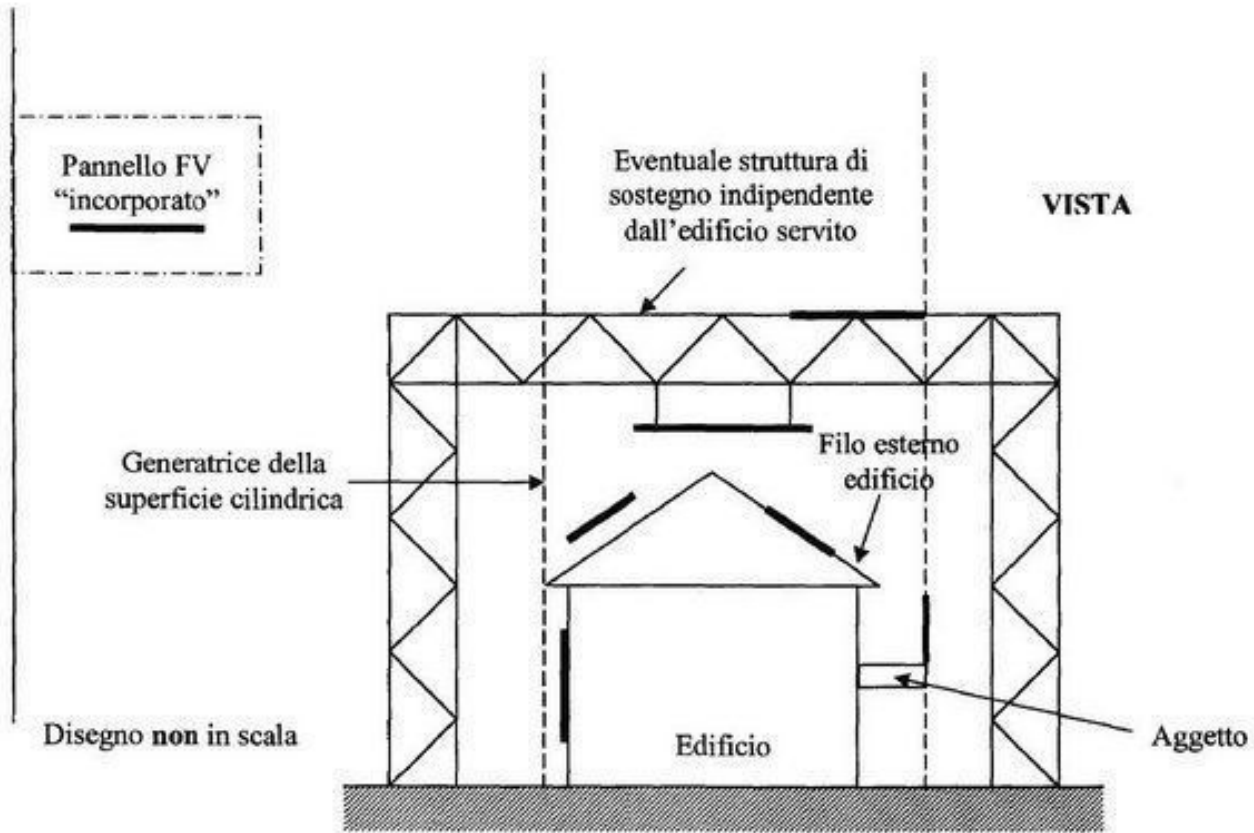 Pannello FV
“incorporato”
Eventuale struttura di
sostegno indipendente
dall’edificio servito
VISTA
Generatrice della
superficie cilindrica
Filo esterno
edificio
Disegno non in scala
Edificio
Aggetto